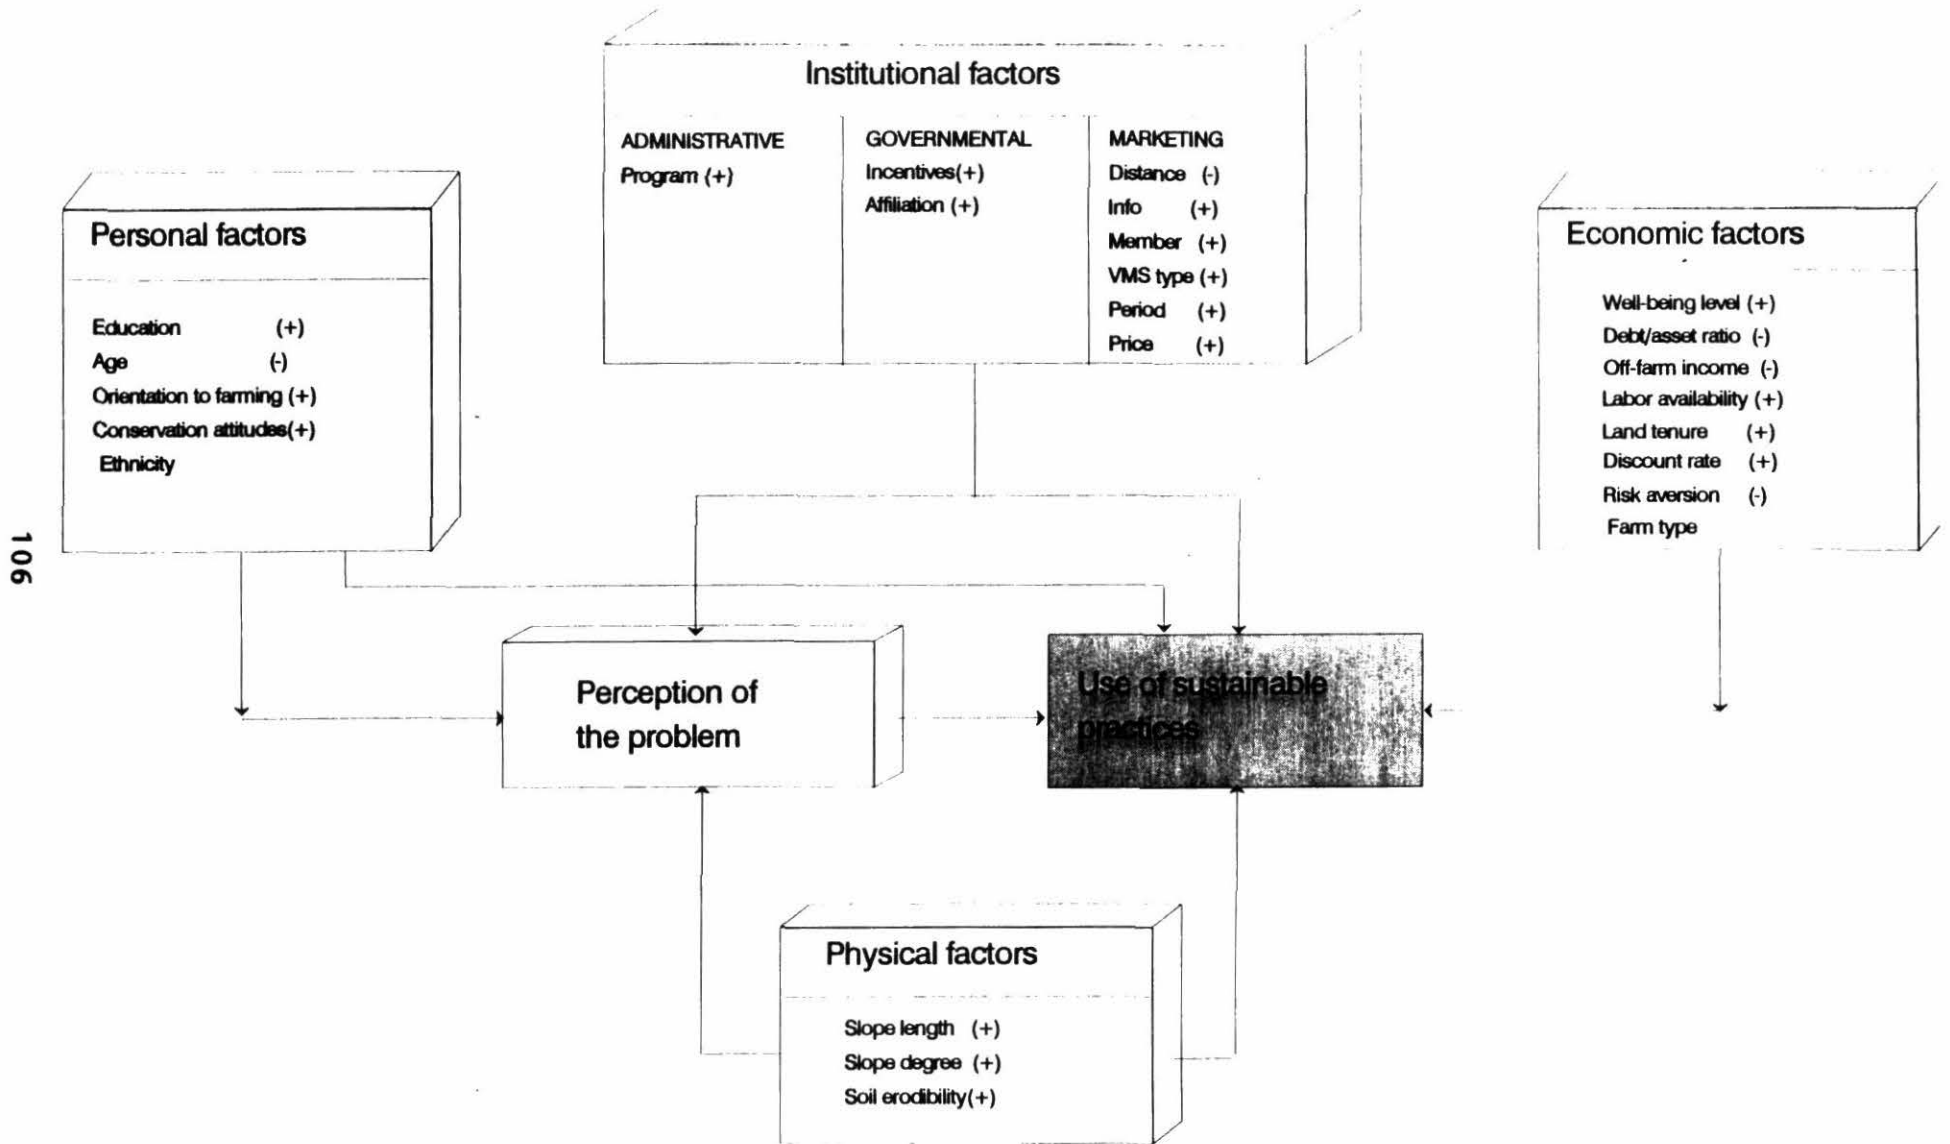 Institutional factors
ADMINISTRATIVE
Program (+)
GOVERNMENTAL
Incentives(+)
Affiliation (+)
MARKETING
Distance (-)
Info (+)
Member (+)
VMS type (+)
Period (+)
Price (+)
Personal factors
Education (+)
Age (-)
Orientation to farming (+)
Conservation attitudes(+)
Ethnicity
Economic factors
Well-being level (+)
Debt/asset ratio (-)
Off-farm income (-)
Labor availability (+)
Land tenure (+)
Discount rate (+)
Risk aversion (-)
Farm type
Perception of
the problem
Use of sustainable
practices
Physical factors
Slope length (+)
Slope degree (+)
Soil erodibility(+)
106